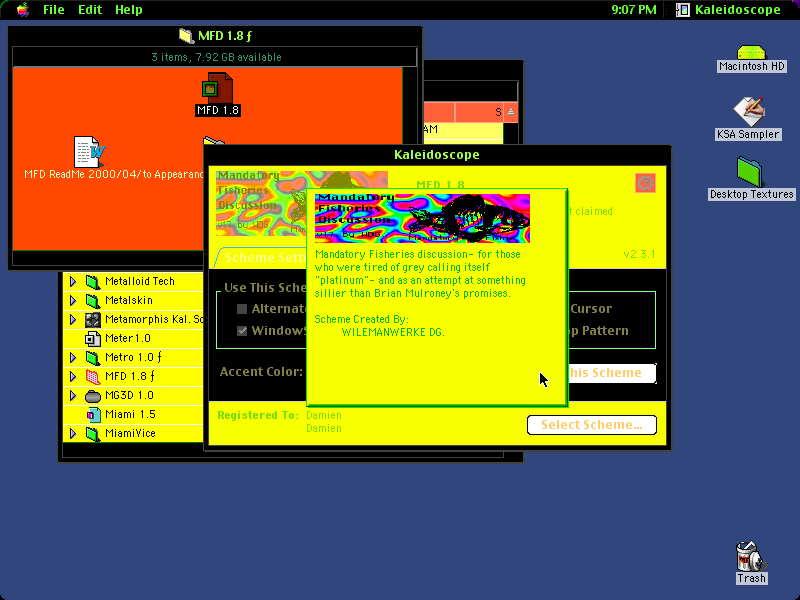 File Edit Help
9:07 PM
Kaleidoscope
MFD 1.8 ƒ
3 items, 7.92 GB available
MFD 1.8
MFD ReadMe 2000/04/to Appearanc
S
AM
Macintosh HD
KSA Sampler
Desktop Textures
Trash
Metalloid Tech
Metalskin
Metamorphis Kal. Sc
Meter1.0
Metro 1.0 ƒ
MFD 1.8 ƒ
MG3D 1.0
Miami 1.5
MiamiVice
Kaleidoscope
Mandatory
Fisheries
Discussion
MFD 1.8
t claimed
v2.3.1
Scheme Sett
Use This Sche
Alternat
WindowS
Cursor
p Pattern
Accent Color:
his Scheme
Registered To: Damien
Damien
Select Scheme...
Mandatory
Fisheries
Discussion
Mandatory Fisheries discussion- for those
who were tired of grey calling itself
"platinum"- and as an attempt at something
sillier than Brian Mulroney's promises.
Scheme Created By:
WILEMANWERKE DG.